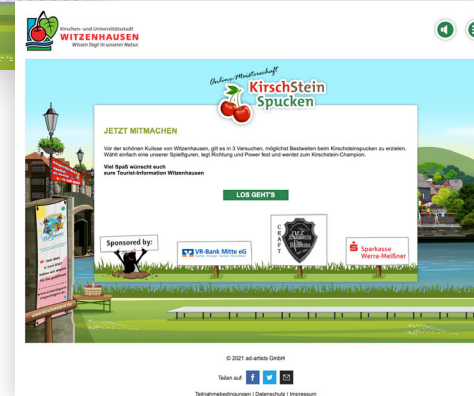 Kirschen- und Universitätsstadt
WITZENHAUSEN
Wissen liegt in unserer Natur.
Online-Meisterschaft
KirschStein
Spucken
JETZT MITMACHEN
Vor der schönen Kulisse von Witzenhausen, gilt es in 3 Versuchen, möglichst Bestweiten beim Kirschsteinspucken zu erzielen.
Wählt einfach eine unserer Spielfiguren, legt Richtung und Power fest und werdet zum Kirschstein-Champion.
Viel Spaß wünscht euch
eure Tourist-Information Witzenhausen
LOS GEHT'S
Sponsored by:
VR-Bank Mitte eG
CRAFT
Sparkasse
Werra-Meißner
© 2021 ad-artists GmbH
Teilen auf:
Teilnahmebedingungen | Datenschutz | Impressum